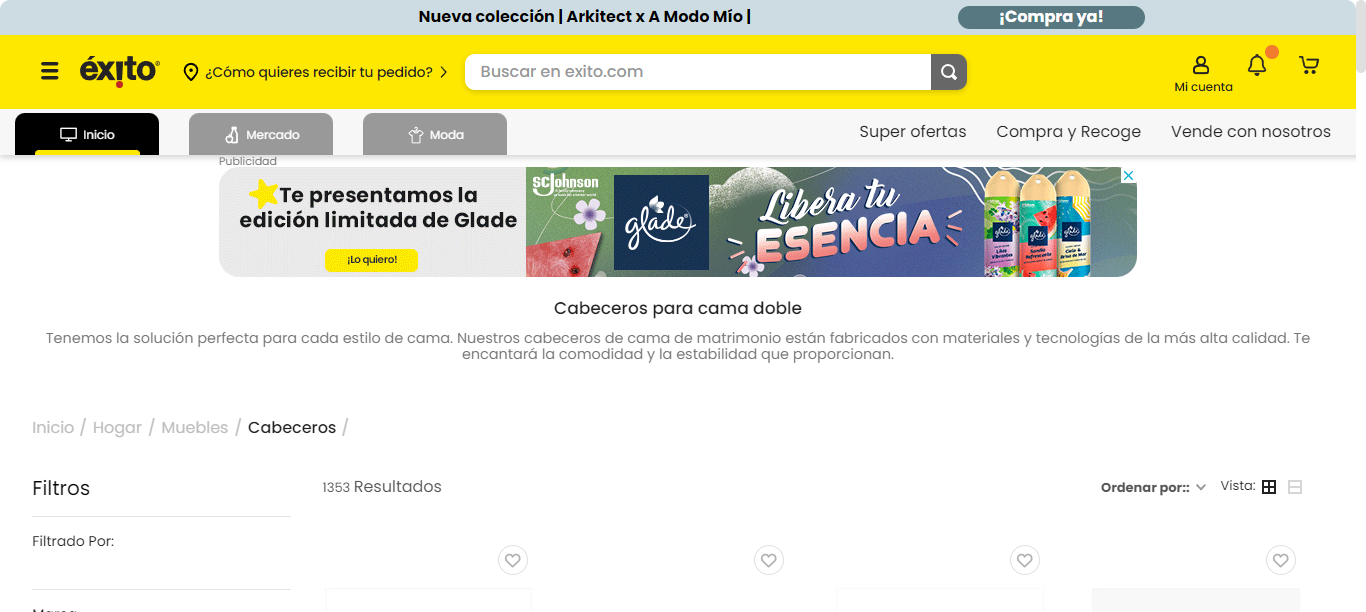 Nueva colección | Arkitect x A Modo Mío |
¡Compra ya!
éxito
¿Cómo quieres recibir tu pedido?
Buscar en exito.com
Mi cuenta
Inicio
Mercado
Moda
Super ofertas
Compra y Recoge
Vende con nosotros
Publicidad
Te presentamos la
edición limitada de Glade
¡Lo quiero!
SC Johnson
glade
Libera tu
ESENCIA
Cabeceros para cama doble
Tenemos la solución perfecta para cada estilo de cama. Nuestros cabeceros de cama de matrimonio están fabricados con materiales y tecnologías de la más alta calidad. Te
encantará la comodidad y la estabilidad que proporcionan.
Inicio / Hogar / Muebles / Cabeceros /
Filtros
1353 Resultados
Ordenar por::
Vista:
Filtrado Por:
Marca